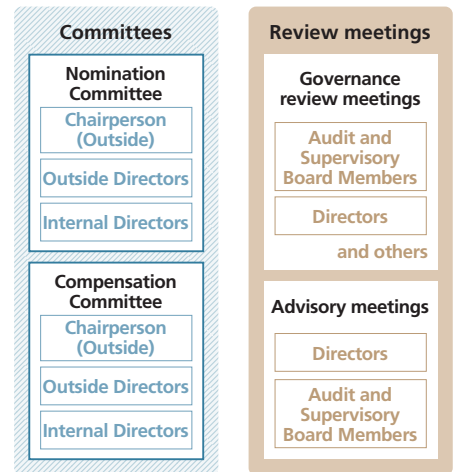 Committees
Nomination
Committee
Chairperson
(Outside)
Outside Directors
Internal Directors
Compensation
Committee
Chairperson
(Outside)
Outside Directors
Internal Directors
Review meetings
Governance
review meetings
Audit and
Supervisory
Board Members
Directors
and others
Advisory meetings
Directors
Audit and
Supervisory
Board Members